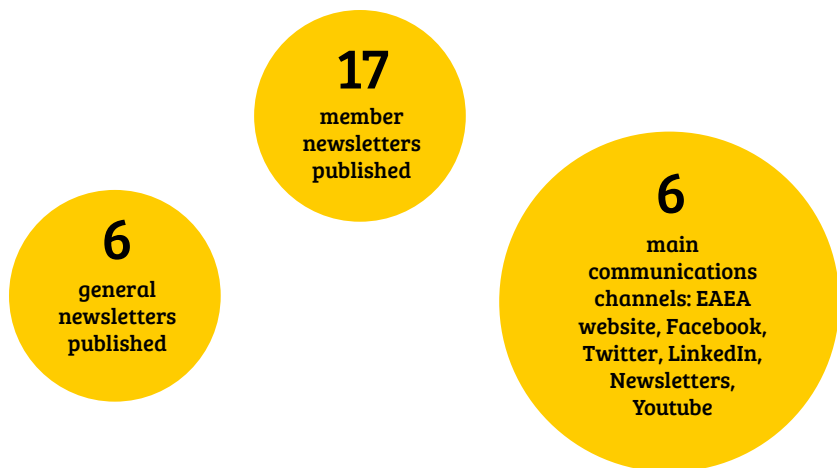 17
member
newsletters
published
6
general
newsletters
published
6
main
communications
channels: EAEA
website, Facebook,
Twitter, LinkedIn,
Newsletters,
Youtube